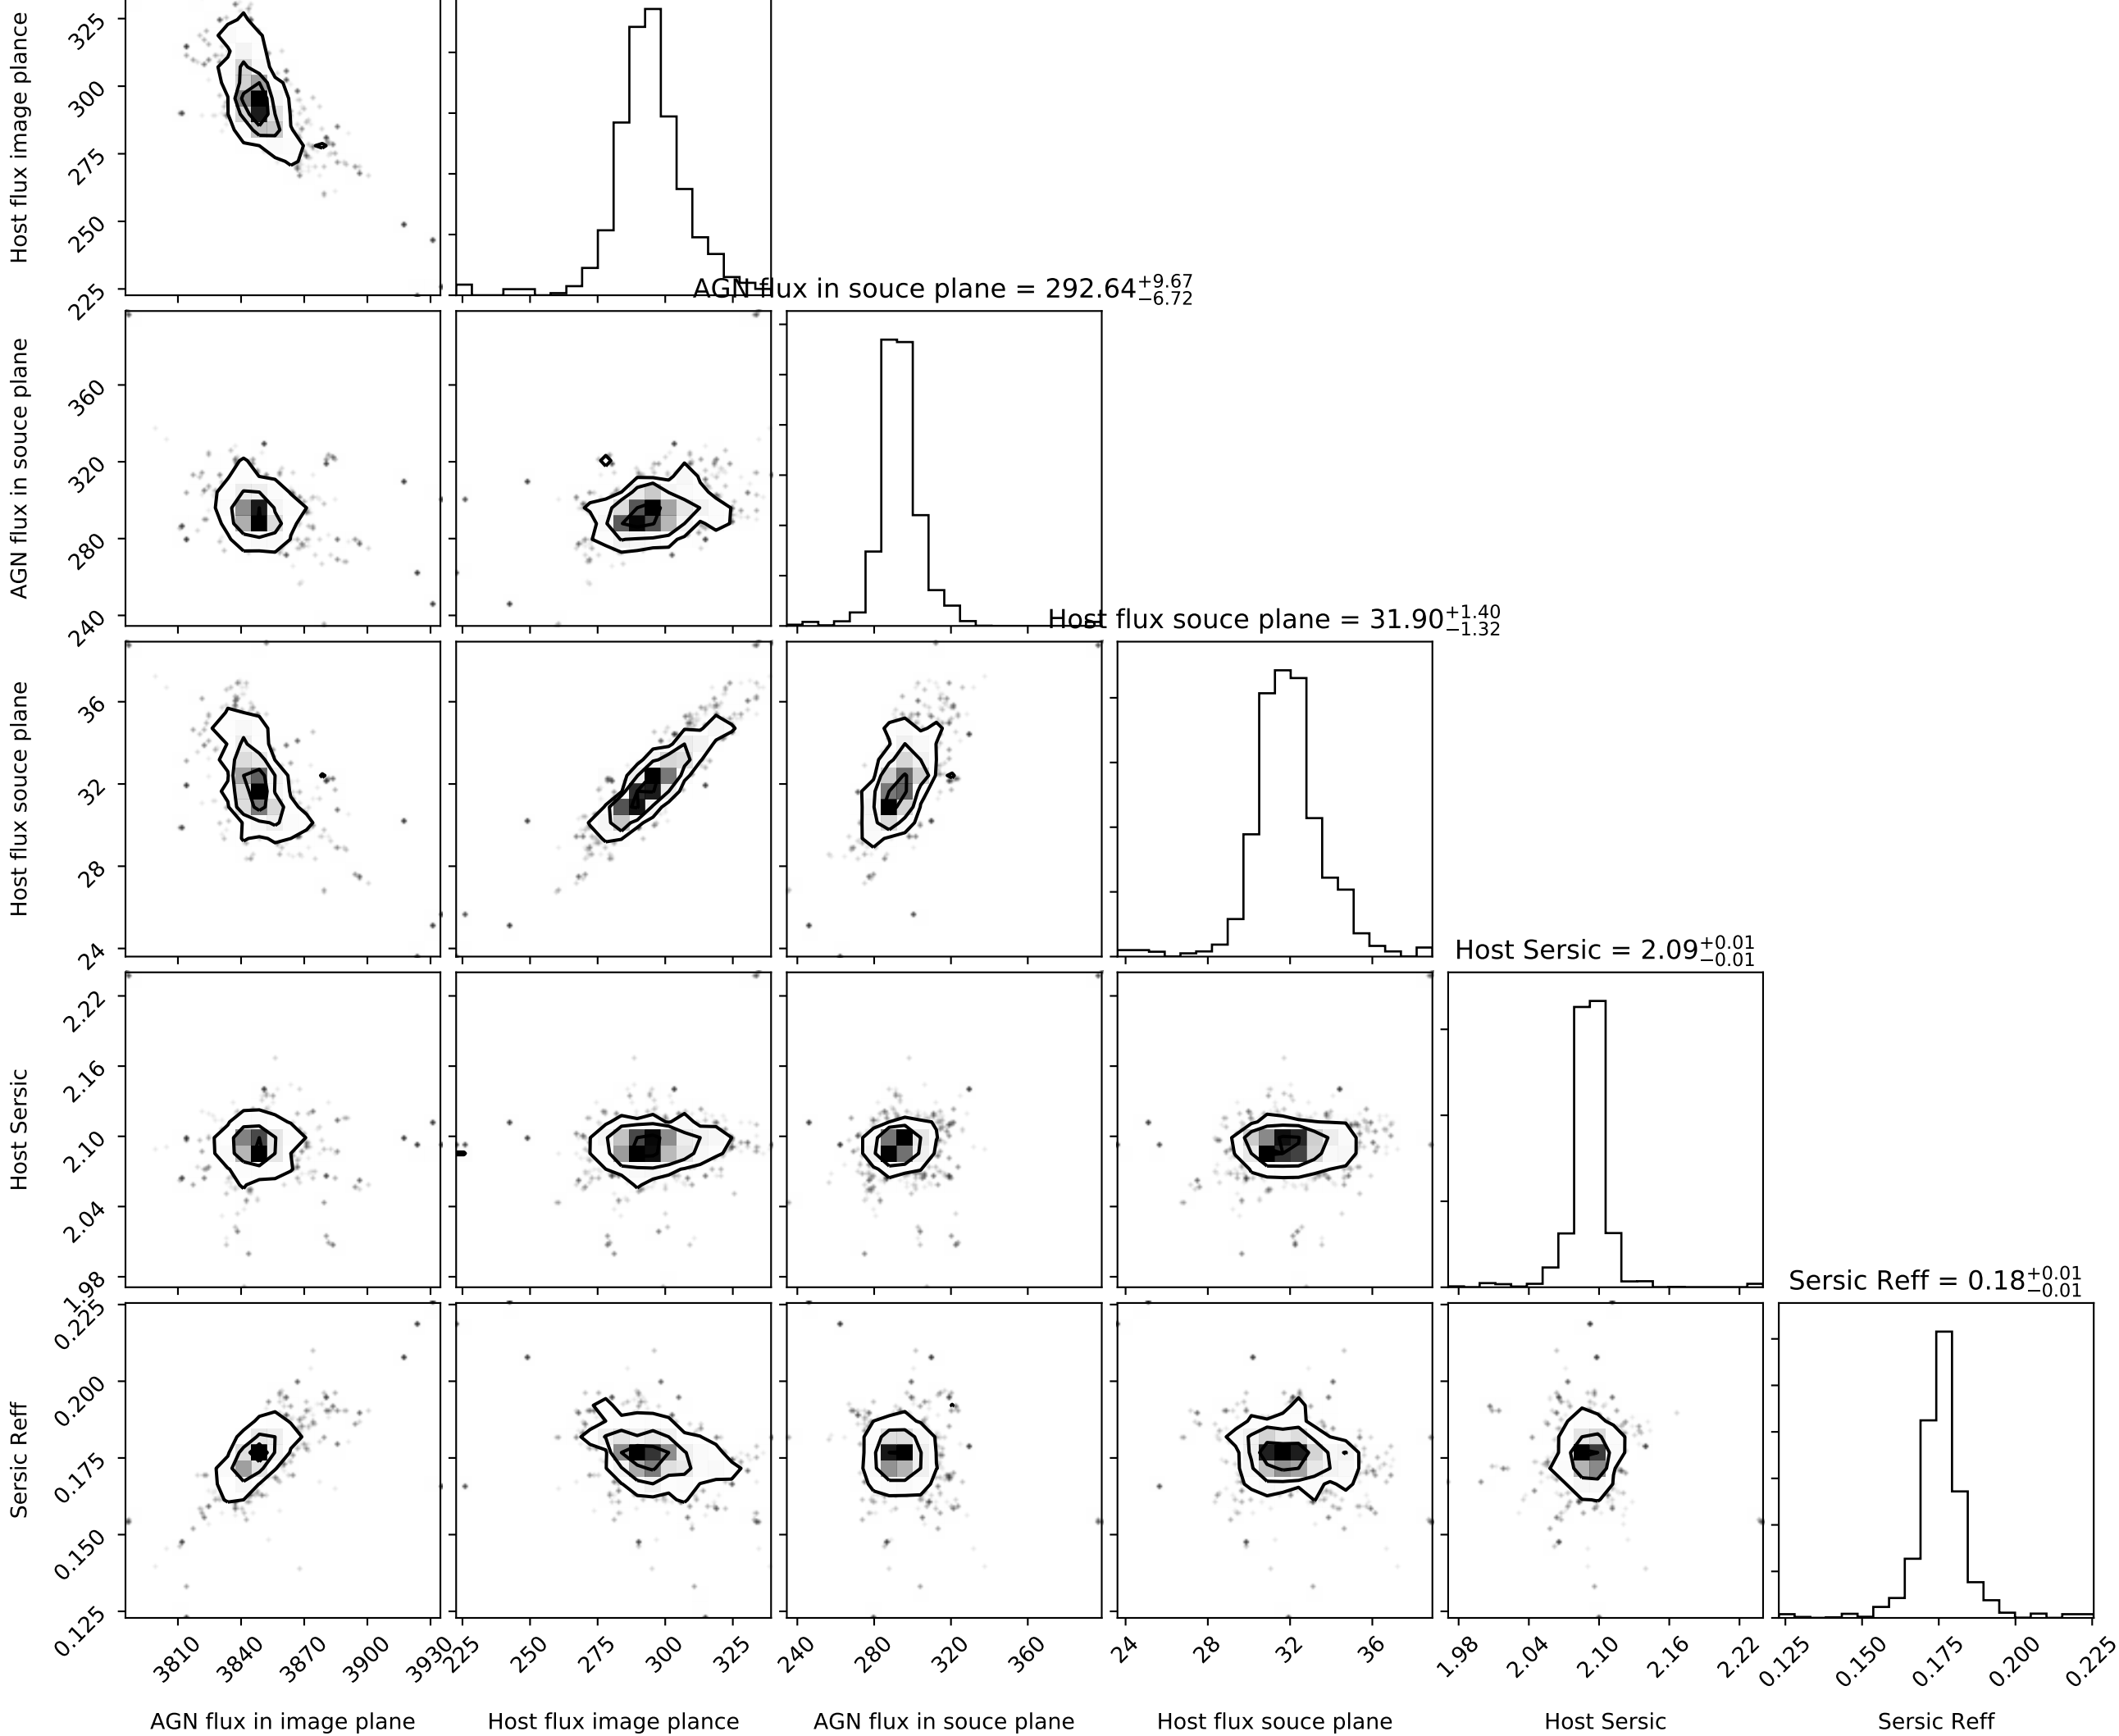 Host flux image plance
325
300
275
250
225
AGN flux in souce plane = 292.64 +9.67 −6.72
AGN flux in souce plane
360
320
280
240
Host flux souce plane = 31.90 +1.40 −1.32
Host flux souce plane
36
32
28
24
Host Sersic = 2.09 +0.01 −0.01
Host Sersic
2.22
2.16
2.10
2.04
1.98
Sersic Reff = 0.18 +0.01 −0.01
Sersic Reff
0.225
0.200
0.175
0.150
0.125
3810 3840 3870 3900 3930 225 250 275 300 325 240 280 320 360 24 28 32 36 1.98 2.04 2.10 2.16 2.22 0.125 0.150 0.175 0.200 0.225
AGN flux in image plane Host flux image plance AGN flux in souce plane Host flux souce plane Host Sersic Sersic Reff